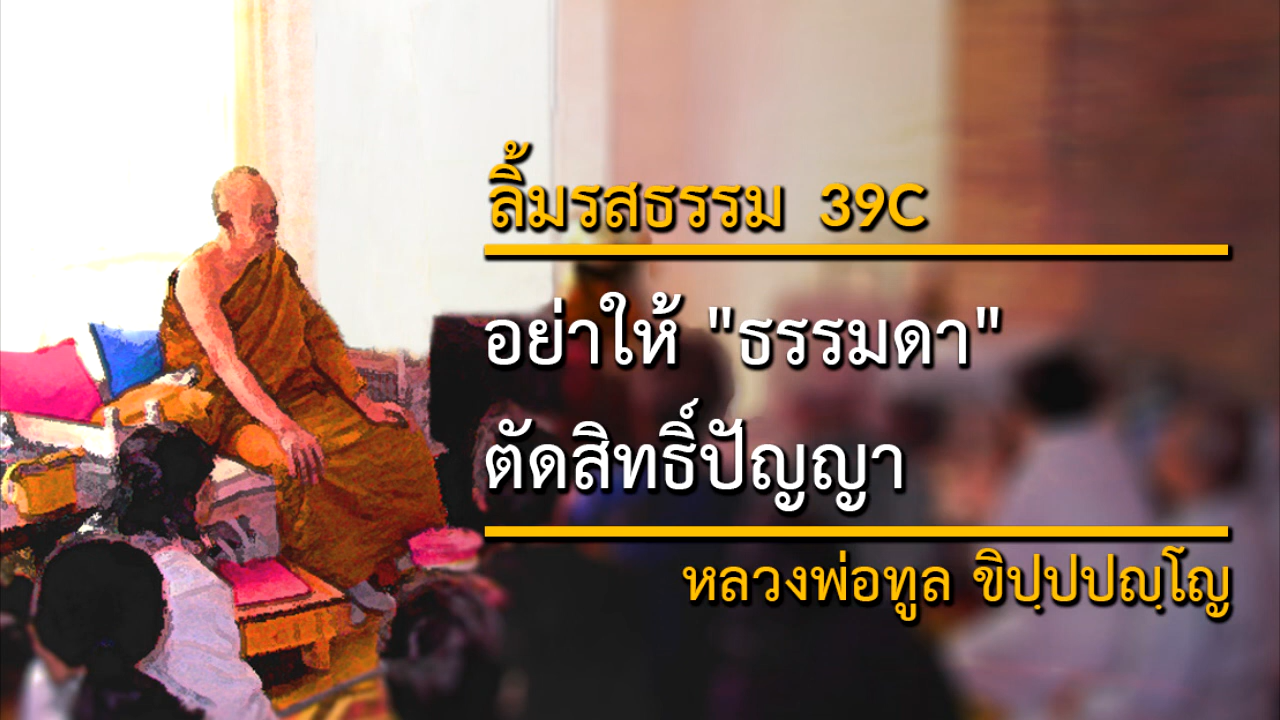 ลิ้มรสธรรม 39C
อย่าให้ "ธรรมดา"
ตัดสิทธิ์ปัญญา
หลวงพ่อทูล ขิปฺปปญฺโญ